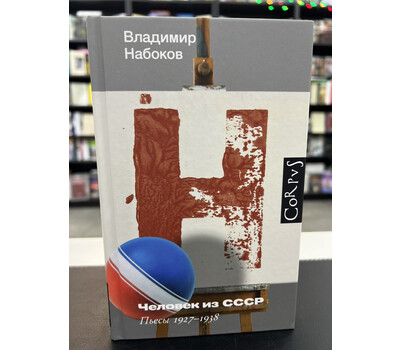 Владимир
Набоков
Н
CORPVS
Человек из СССР
Пьесы 1927–1938